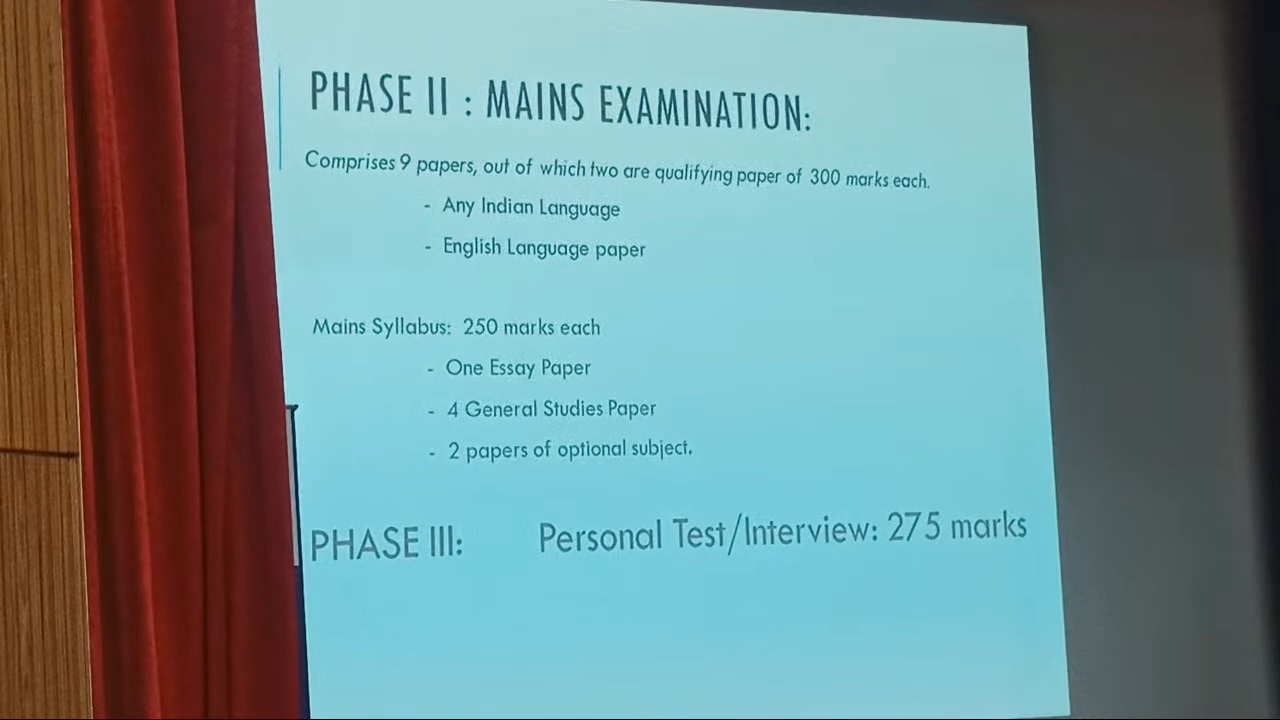 PHASE II : MAINS EXAMINATION:
Comprises 9 papers, out of which two are qualifying paper of 300 marks each.
- Any Indian Language
- English Language paper
Mains Syllabus: 250 marks each
- One Essay Paper
- 4 General Studies Paper
- 2 papers of optional subject.
PHASE III: Personal Test/Interview: 275 marks